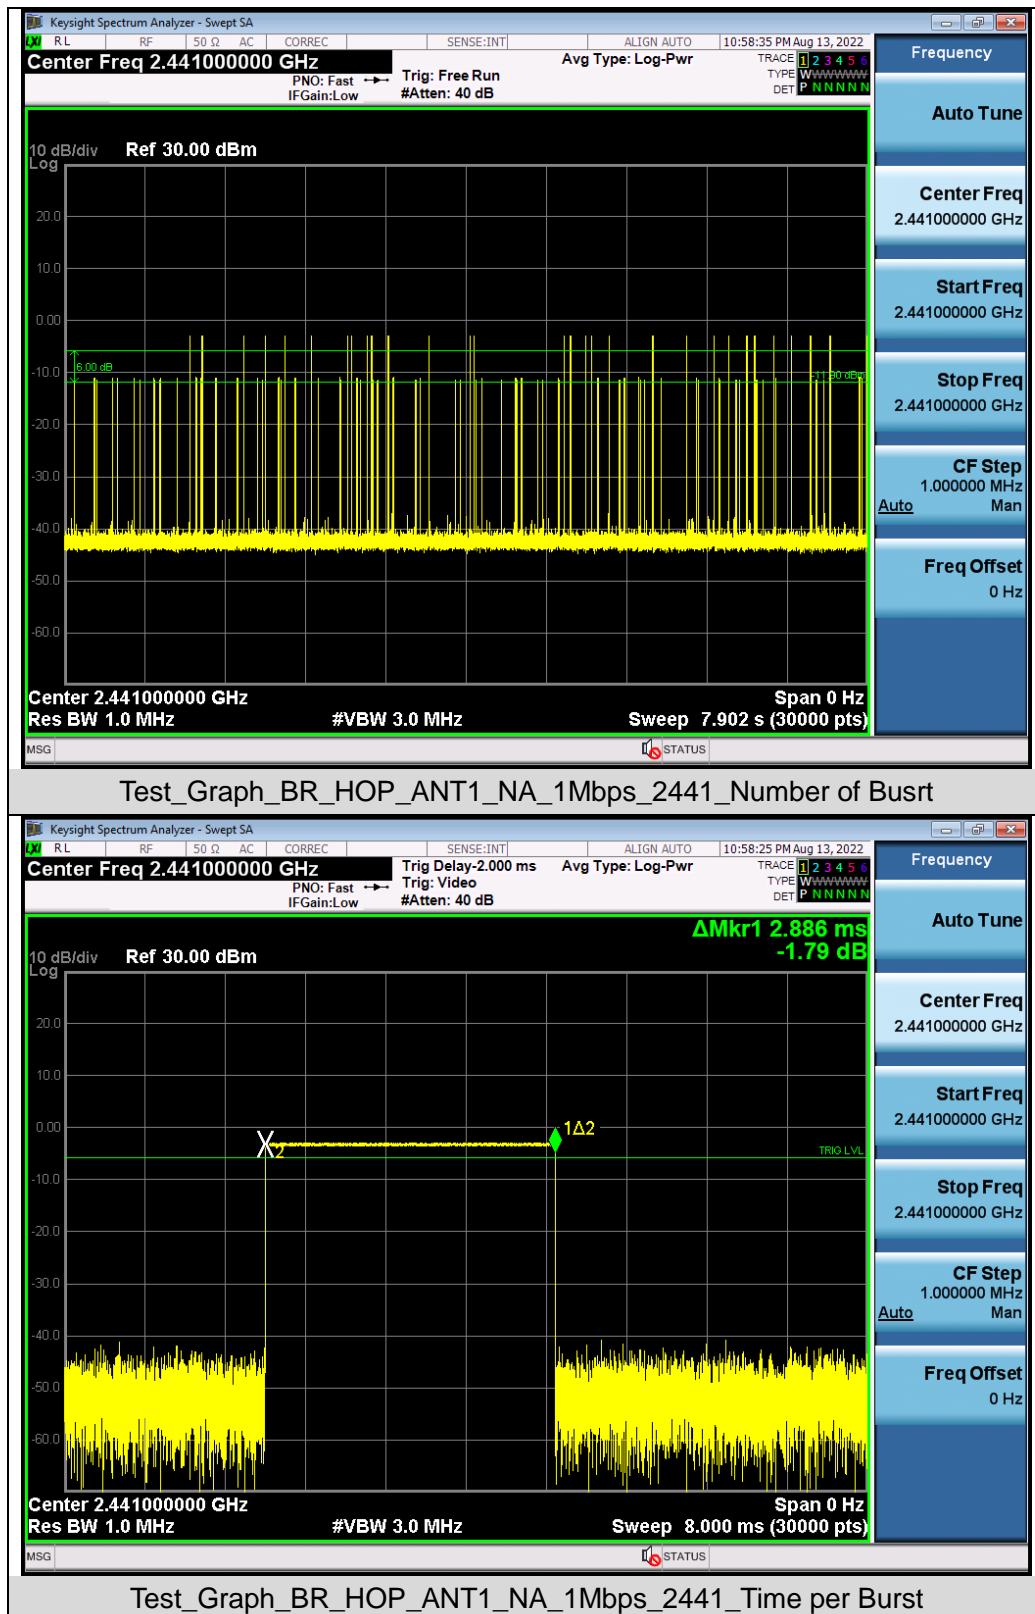 Keysight Spectrum Analyzer - Swept SA
LXI RL RF 50 Ω AC CORREC SENSE:INT ALIGN AUTO 10:58:35 PM Aug 13, 2022
Center Freq 2.441000000 GHz
PNO: Fast
IFGain:Low
Trig: Free Run
#Atten: 40 dB
Avg Type: Log-Pwr
TRACE 1 2 3 4 5 6
TYPE WWWWWW
DET P N N N N N
10 dB/div
Log
Ref 30.00 dBm
20.0
10.0
0.00
6.00 dB
-10.0
-11.90 dBm
-20.0
-30.0
-40.0
-50.0
-60.0
Center 2.441000000 GHz Span 0 Hz
Res BW 1.0 MHz #VBW 3.0 MHz Sweep 7.902 s (30000 pts)
MSG STATUS
Frequency
Auto Tune
Center Freq
2.441000000 GHz
Start Freq
2.441000000 GHz
Stop Freq
2.441000000 GHz
CF Step
1.000000 MHz
Auto Man
Freq Offset
0 Hz
Test_Graph_BR_HOP_ANT1_NA_1Mbps_2441_Number of Busrt
Keysight Spectrum Analyzer - Swept SA
LXI RL RF 50 Ω AC CORREC SENSE:INT ALIGN AUTO 10:58:25 PM Aug 13, 2022
Center Freq 2.441000000 GHz
PNO: Fast
IFGain:Low
Trig Delay-2.000 ms
Trig: Video
#Atten: 40 dB
Avg Type: Log-Pwr
TRACE 1 2 3 4 5 6
TYPE WWWWWW
DET P N N N N N
ΔMkr1 2.886 ms
-1.79 dB
10 dB/div
Log
Ref 30.00 dBm
20.0
10.0
0.00
1Δ2
2
TRIG LVL
-10.0
-20.0
-30.0
-40.0
-50.0
-60.0
Center 2.441000000 GHz Span 0 Hz
Res BW 1.0 MHz #VBW 3.0 MHz Sweep 8.000 ms (30000 pts)
MSG STATUS
Frequency
Auto Tune
Center Freq
2.441000000 GHz
Start Freq
2.441000000 GHz
Stop Freq
2.441000000 GHz
CF Step
1.000000 MHz
Auto Man
Freq Offset
0 Hz
Test_Graph_BR_HOP_ANT1_NA_1Mbps_2441_Time per Burst